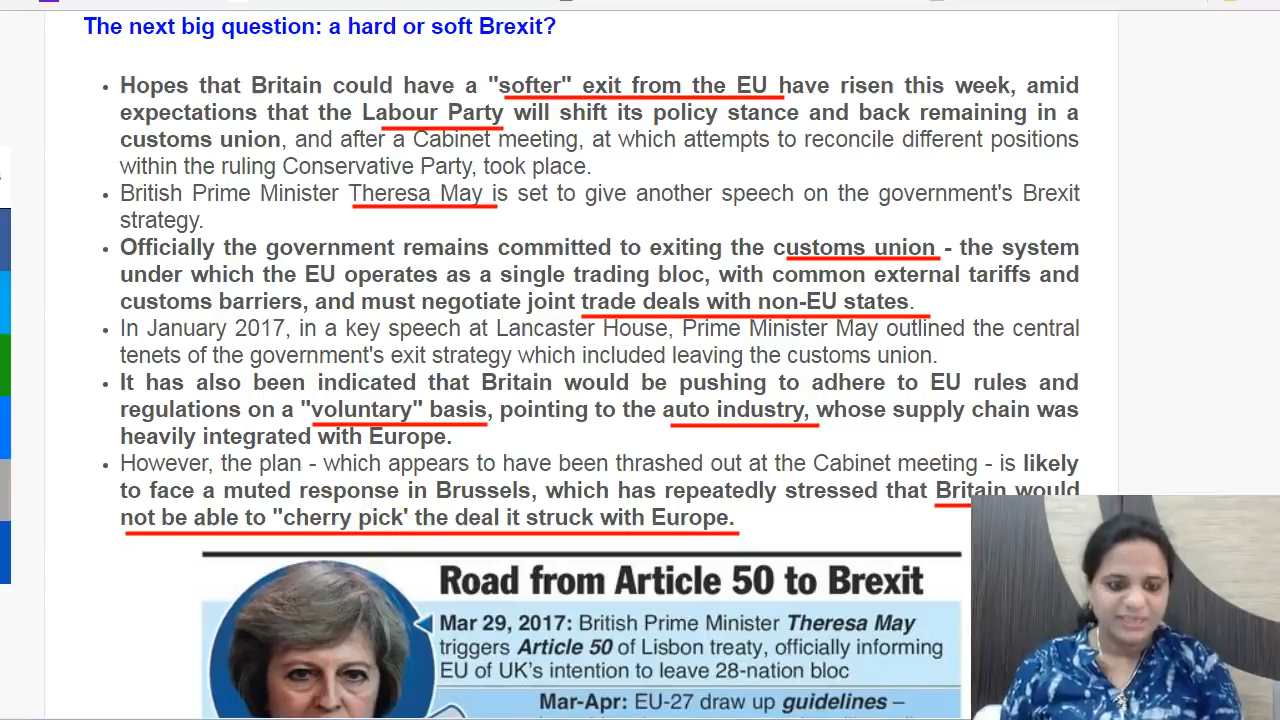 The next big question: a hard or soft Brexit?
• Hopes that Britain could have a "softer" exit from the EU have risen this week, amid
expectations that the Labour Party will shift its policy stance and back remaining in a
customs union, and after a Cabinet meeting, at which attempts to reconcile different positions
within the ruling Conservative Party, took place.
• British Prime Minister Theresa May is set to give another speech on the government's Brexit
strategy.
• Officially the government remains committed to exiting the customs union - the system
under which the EU operates as a single trading bloc, with common external tariffs and
customs barriers, and must negotiate joint trade deals with non-EU states.
• In January 2017, in a key speech at Lancaster House, Prime Minister May outlined the central
tenets of the government's exit strategy which included leaving the customs union.
• It has also been indicated that Britain would be pushing to adhere to EU rules and
regulations on a "voluntary" basis, pointing to the auto industry, whose supply chain was
heavily integrated with Europe.
• However, the plan - which appears to have been thrashed out at the Cabinet meeting - is likely
to face a muted response in Brussels, which has repeatedly stressed that Britain would
not be able to "cherry pick' the deal it struck with Europe.
Road from Article 50 to Brexit
Mar 29, 2017: British Prime Minister Theresa May
triggers Article 50 of Lisbon treaty, officially informing
EU of UK's intention to leave 28-nation bloc
Mar-Apr: EU-27 draw up guidelines –